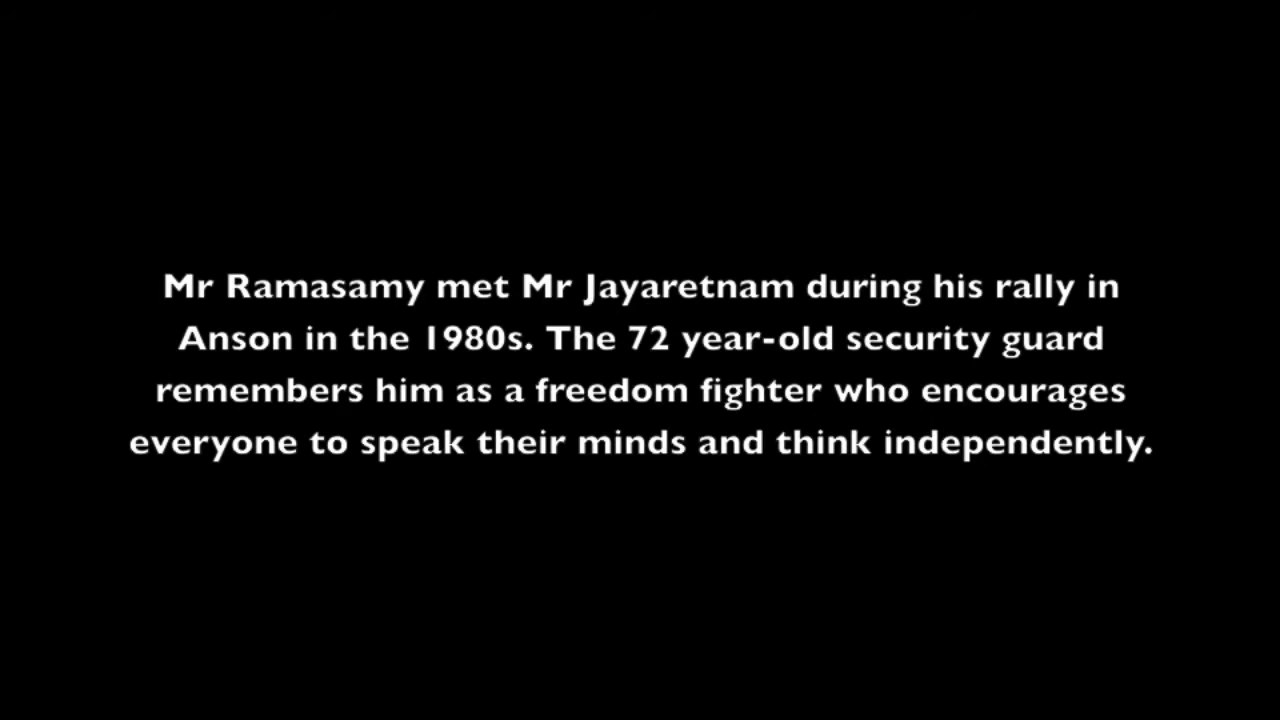 Mr Ramasamy met Mr Jayaretnam during his rally in
Anson in the 1980s. The 72 year-old security guard
remembers him as a freedom fighter who encourages
everyone to speak their minds and think independently.